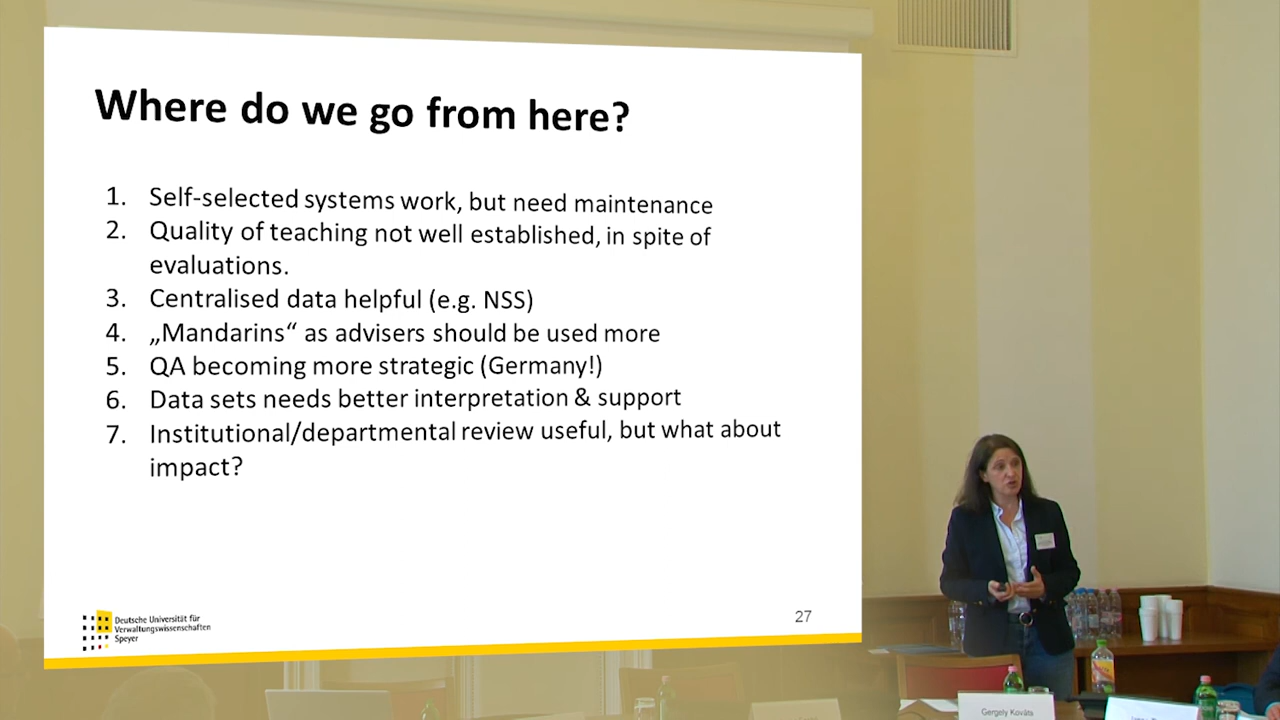 Where do we go from here?
1. Self-selected systems work, but need maintenance
2. Quality of teaching not well established, in spite of
evaluations.
3. Centralised data helpful (e.g. NSS)
4. „Mandarins“ as advisers should be used more
5. QA becoming more strategic (Germany!)
6. Data sets needs better interpretation & support
7. Institutional/departmental review useful, but what about
impact?
Deutsche Universität für
Verwaltungswissenschaften
Speyer
27
Gergely Kováts